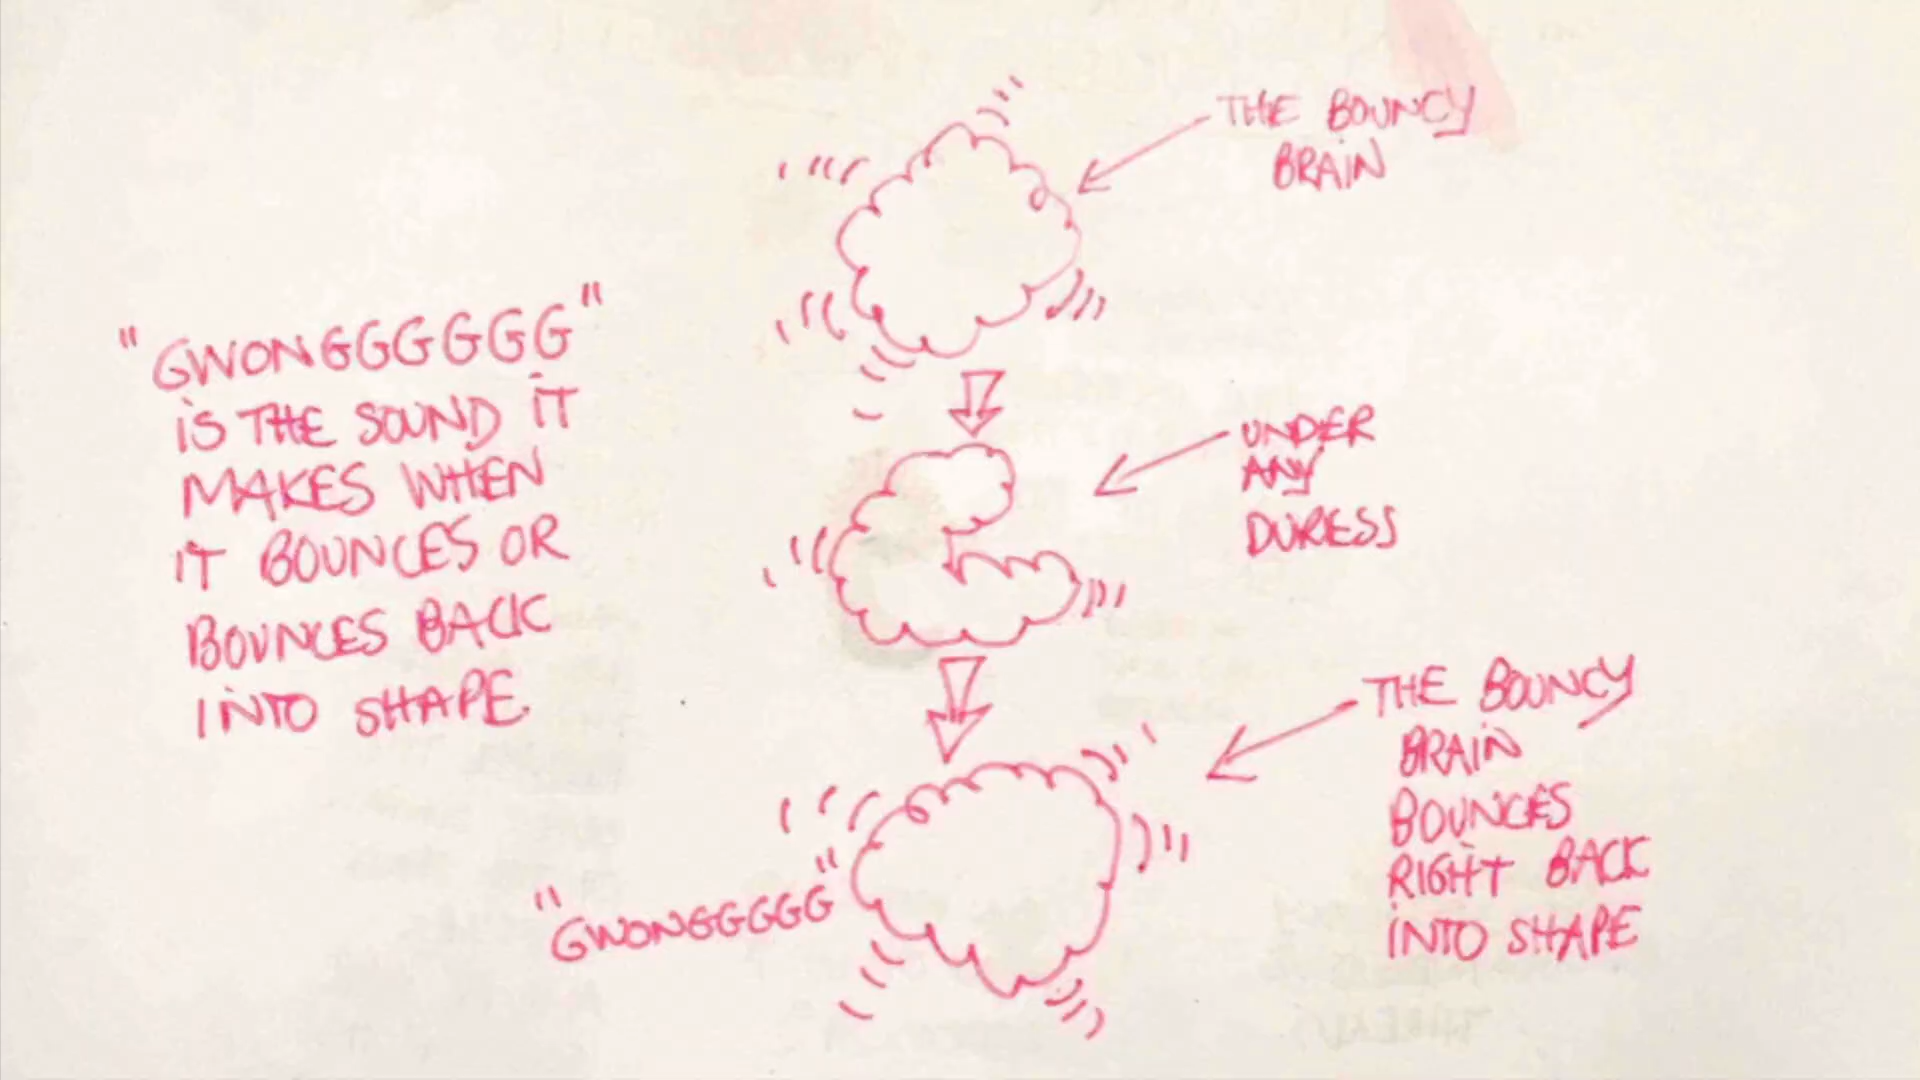 THE BOUNCY
BRAIN
"GWONGGGGGG"
iS THE SOUND iT
MAKES WHEN
iT BOUNCES OR
BOUNCES BACK
iNTO SHAPE.
UNDER
ANY
DURESS
THE BOUNCY
BRAiN
BOUNCES
RIGHT BACK
iNTO SHAPE
"GWONGGGGG"